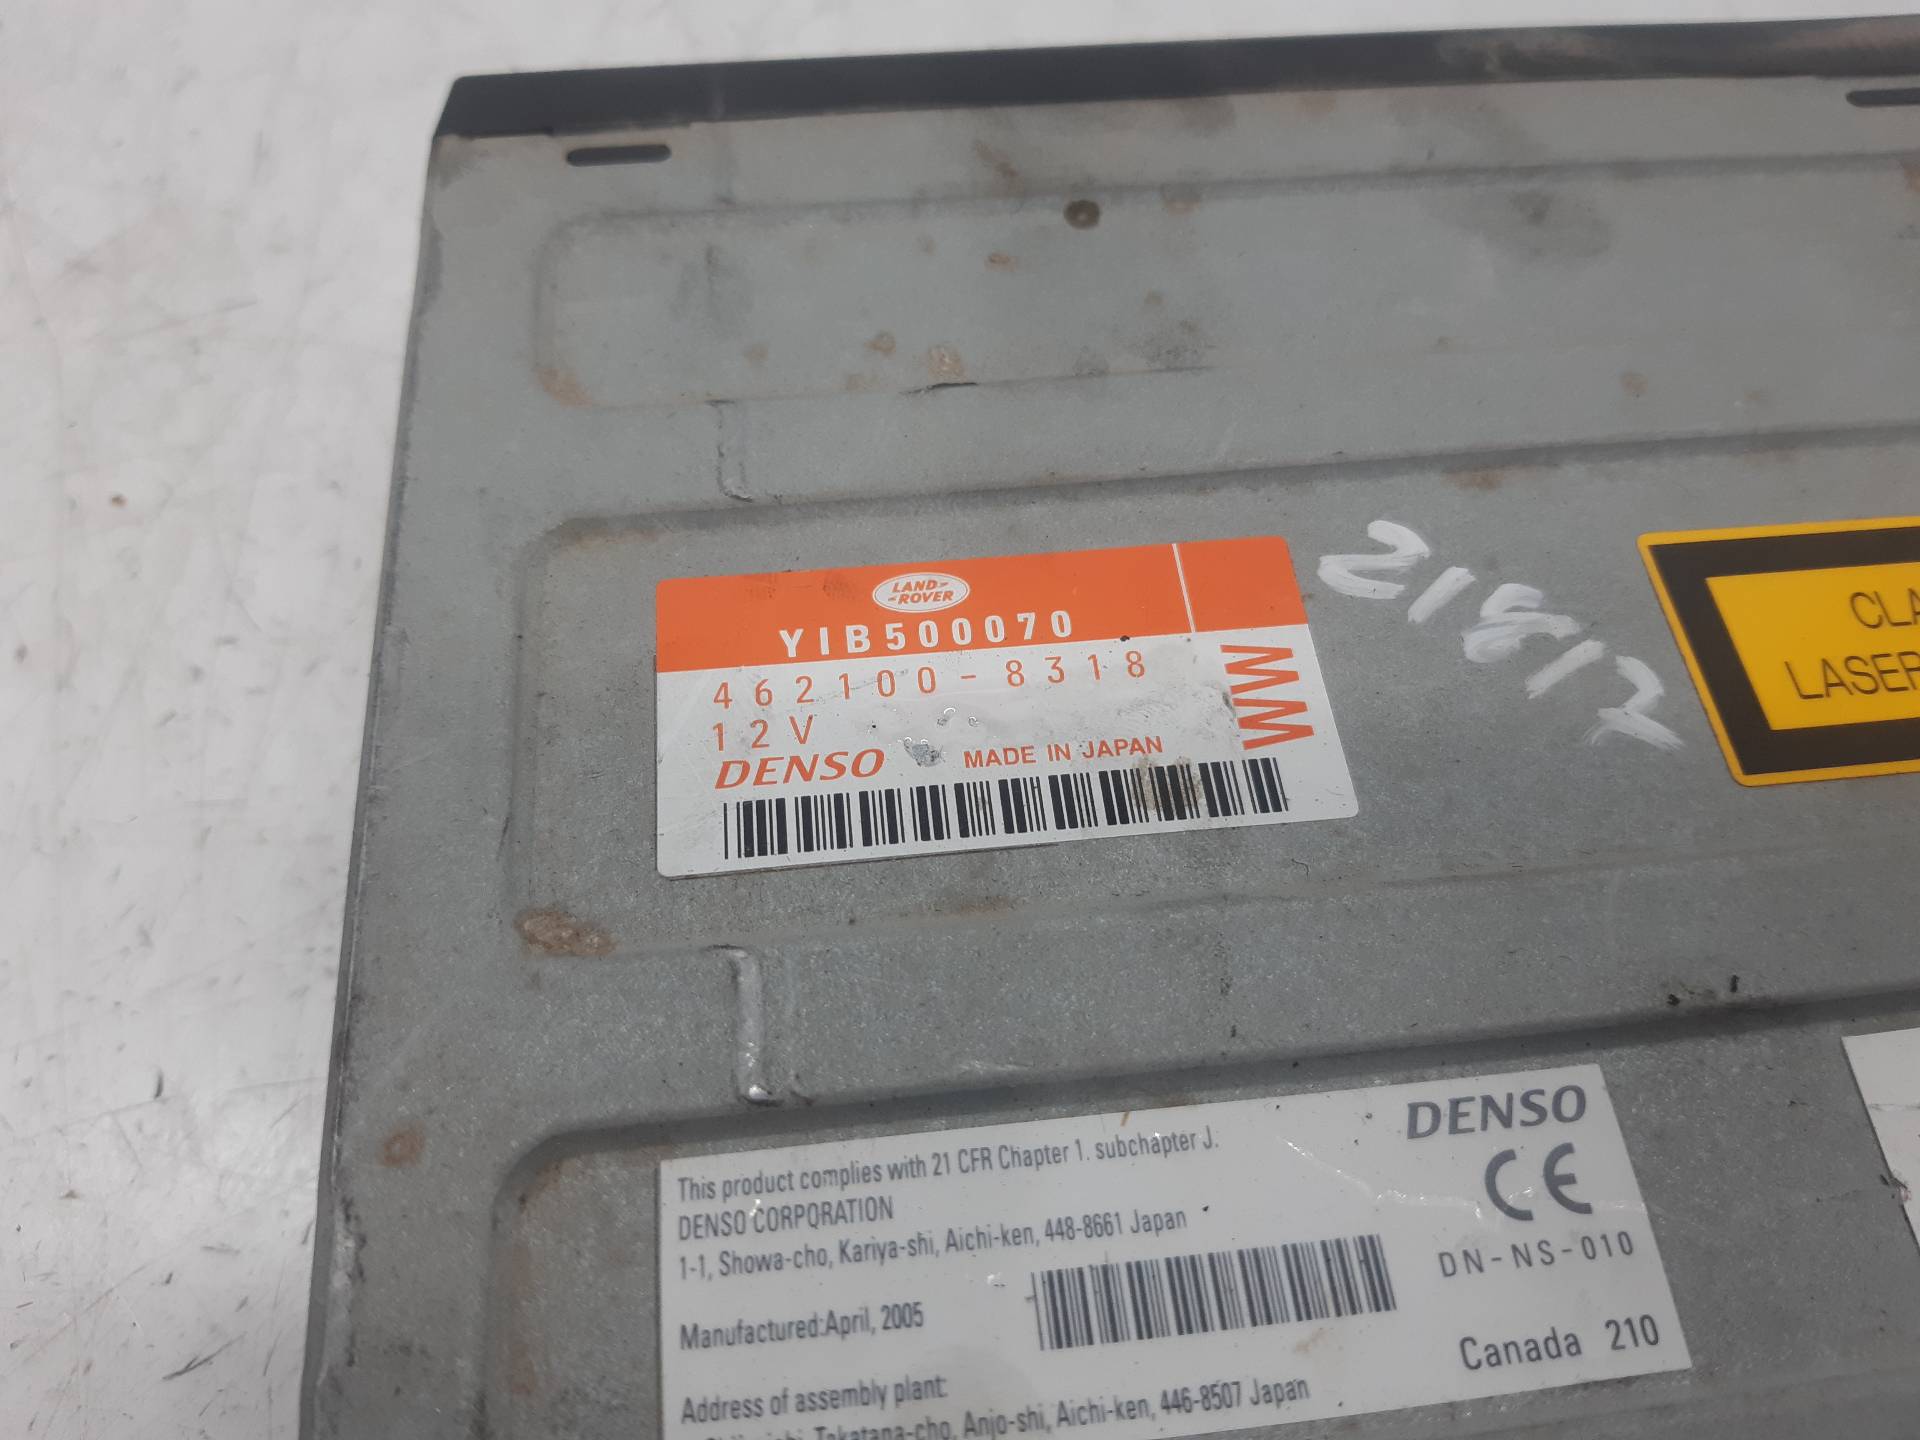 LAND-
-ROVER
YIB500070
462100-8318
12V
DENSO MADE IN JAPAN
21517
CLA
LASER
DENSO
This product complies with 21 CFR Chapter 1. subchapter J.
DENSO CORPORATION
1-1, Showa-cho, Kariya-shi, Aichi-ken, 448-8661 Japan
CE
DN-NS-010
Manufactured:April, 2005
Canada 210
Address of assembly plant:
Takatana-cho, Anjo-shi, Aichi-ken, 446-8507 Japan